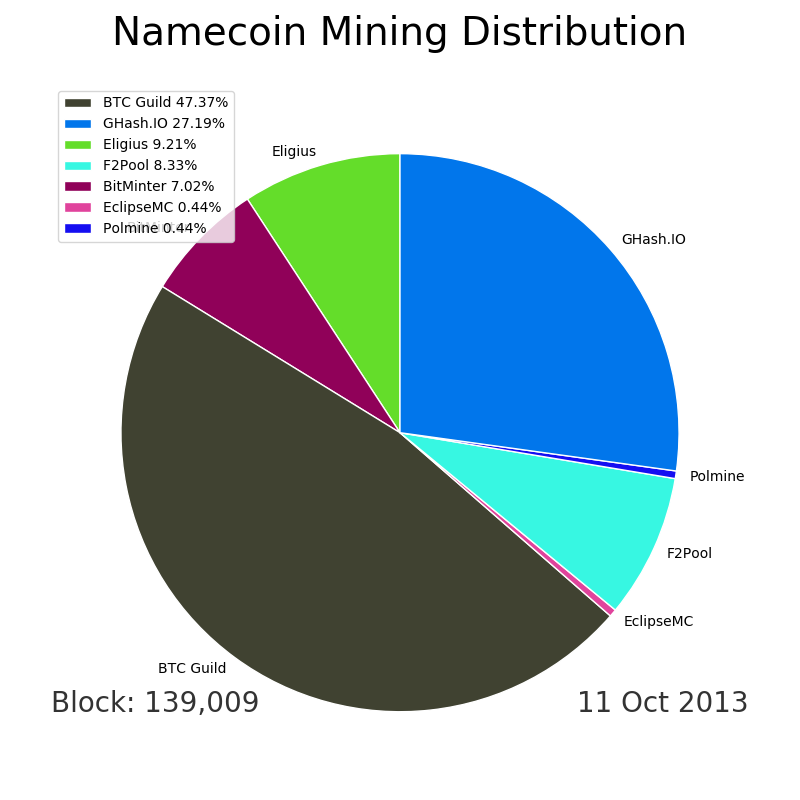 Namecoin Mining Distribution
BTC Guild 47.37%
GHash.IO 27.19%
Eligius 9.21%
F2Pool 8.33%
BitMinter 7.02%
EclipseMC 0.44%
Polmine 0.44%
Eligius
GHash.IO
Polmine
F2Pool
EclipseMC
BTC Guild
Block: 139,009
11 Oct 2013